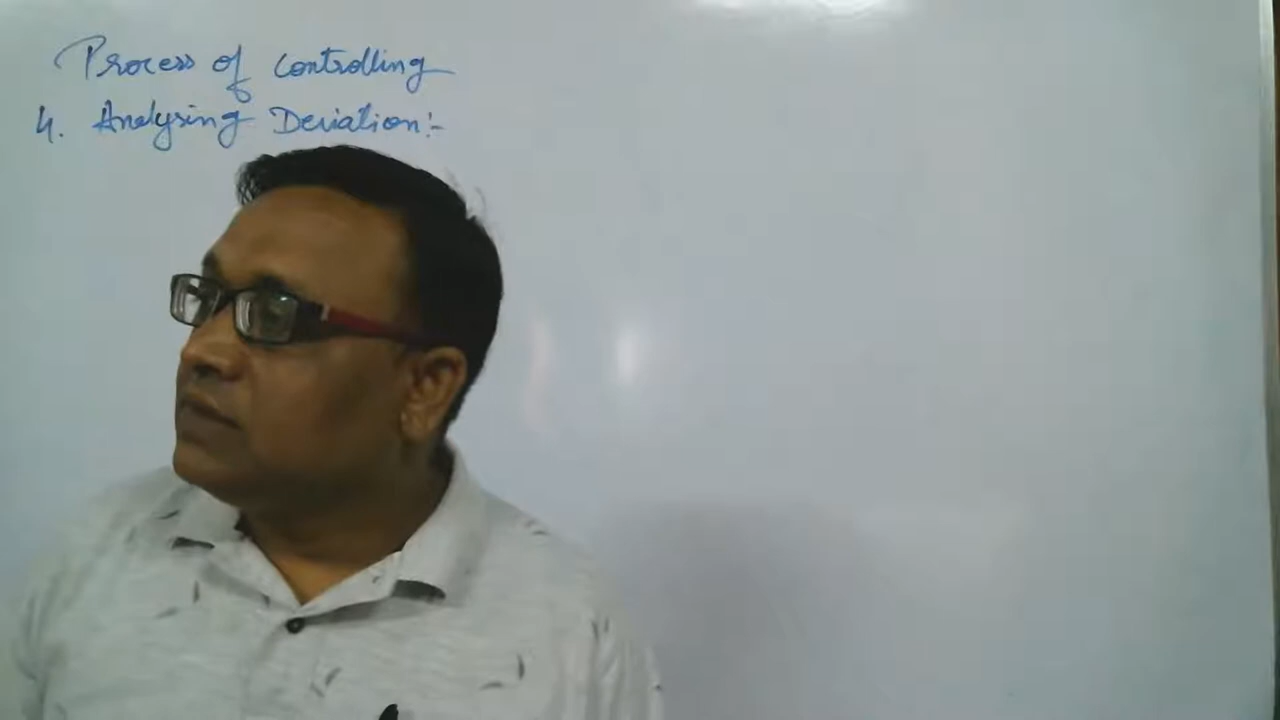 Process of controlling
4. Analysing Deviation:-